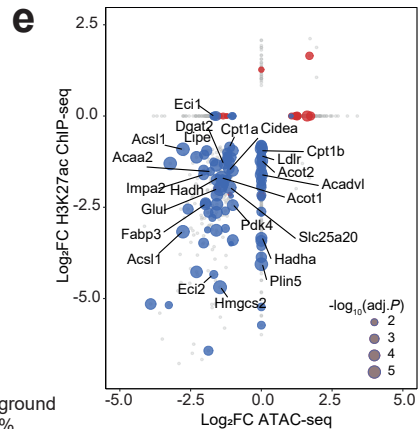 e
Log₂FC H3K27ac ChIP-seq
2.5
0.0
-2.5
-5.0
Eci1
Dgat2
Lipe
Cpt1a
Cidea
Acsl1
Cpt1b
Acaa2
Ldlr
Acot2
Impa2
Hadh
Acadvl
Glul
Acot1
Fabp3
Pdk4
Slc25a20
Acsl1
Hadha
Eci2
Plin5
Hmgcs2
-log₁₀(adj.P)
2
3
4
5
-5.0
-2.5
0.0
2.5
5.0
Log₂FC ATAC-seq
ground
%